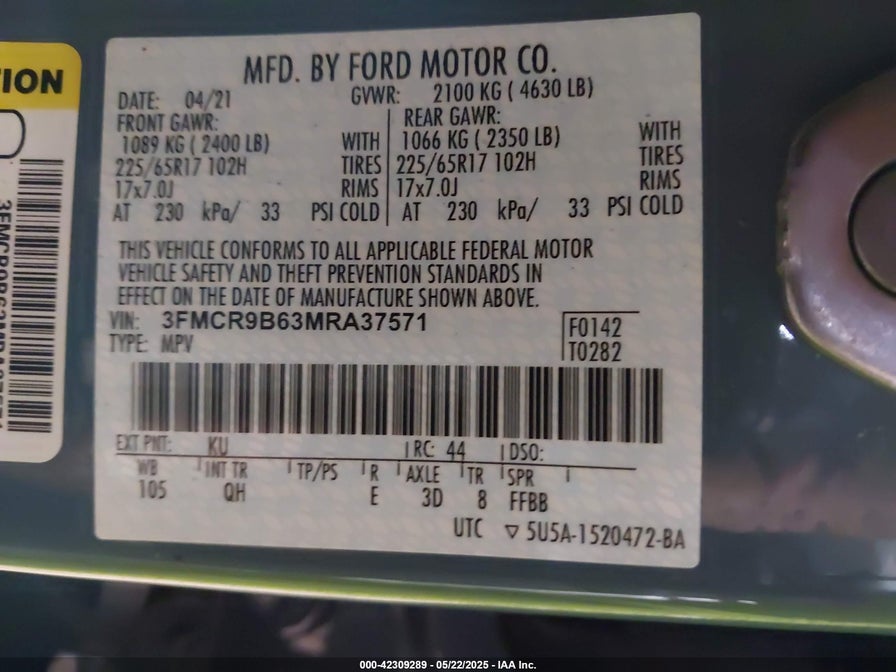 TION
3FMCR9B63MRA37571
MFD. BY FORD MOTOR CO.
DATE: 04/21 GVWR: 2100 KG ( 4630 LB)
FRONT GAWR: REAR GAWR:
1089 KG ( 2400 LB) WITH 1066 KG ( 2350 LB) WITH
225/65R17 102H TIRES 225/65R17 102H TIRES
17x7.0J RIMS 17x7.0J RIMS
AT 230 kPa/ 33 PSI COLD AT 230 kPa/ 33 PSI COLD
THIS VEHICLE CONFORMS TO ALL APPLICABLE FEDERAL MOTOR
VEHICLE SAFETY AND THEFT PREVENTION STANDARDS IN
EFFECT ON THE DATE OF MANUFACTURE SHOWN ABOVE.
VIN: 3FMCR9B63MRA37571 F0142
TYPE: MPV T0282
EXT PNT: KU RC: 44 DSO:
WB INT TR TP/PS R AXLE TR SPR
105 QH E 3D 8 FFBB
UTC ▽ 5U5A-1520472-BA
000-42309289 - 05/22/2025 - IAA Inc.